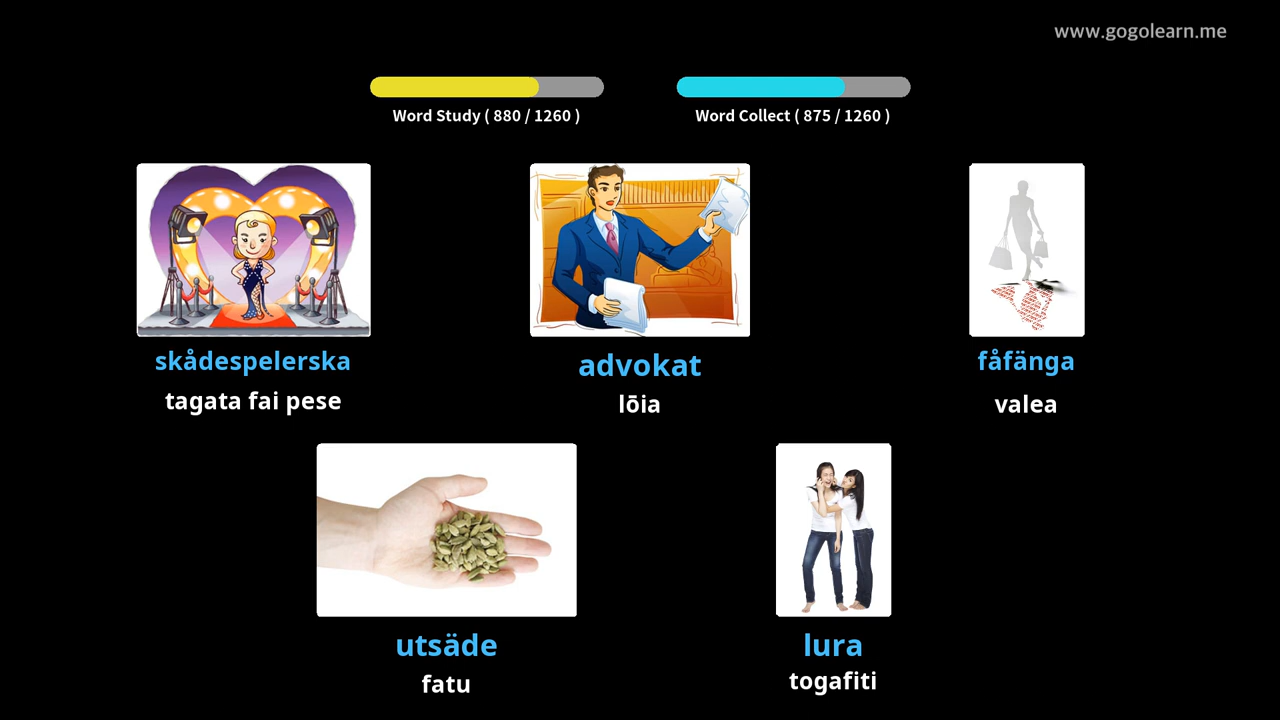 www.gogolearn.me
Word Study ( 880 / 1260 )
Word Collect ( 875 / 1260 )
skådespelerska
tagata fai pese
advokat
lōia
fåfänga
valea
utsäde
fatu
lura
togafiti